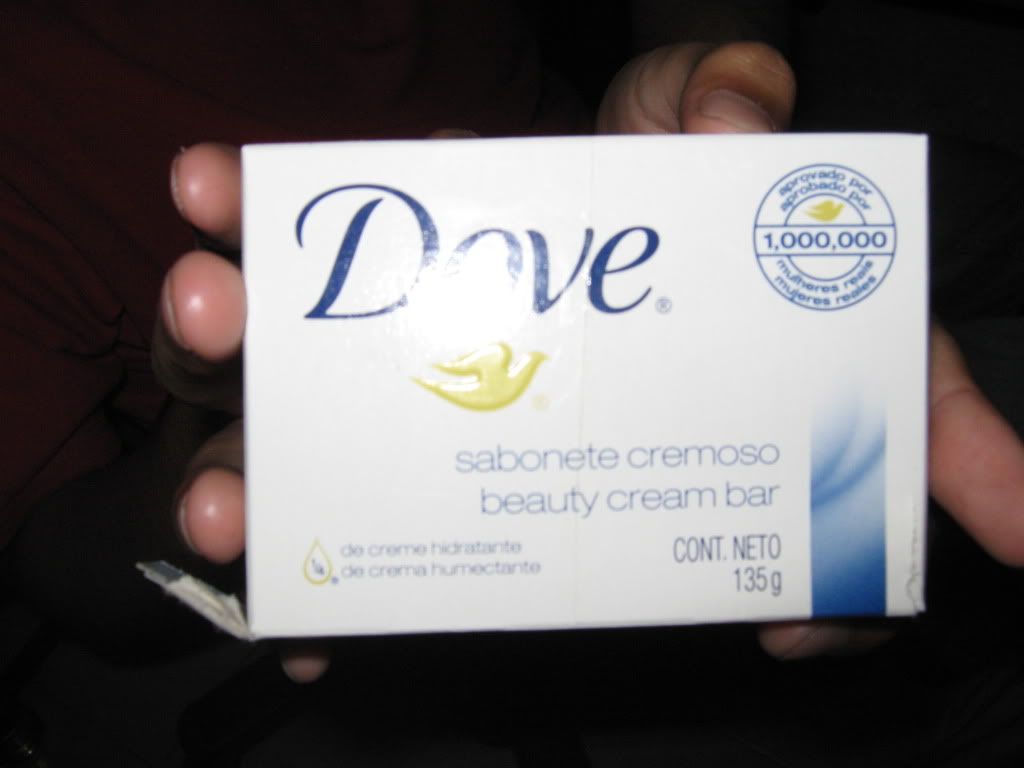 Dove®
aprovado por
aprobado por
1,000,000
mulheres reais
mujeres reales
sabonete cremoso
beauty cream bar
1/4 de creme hidratante
de crema humectante
CONT. NETO
135 g